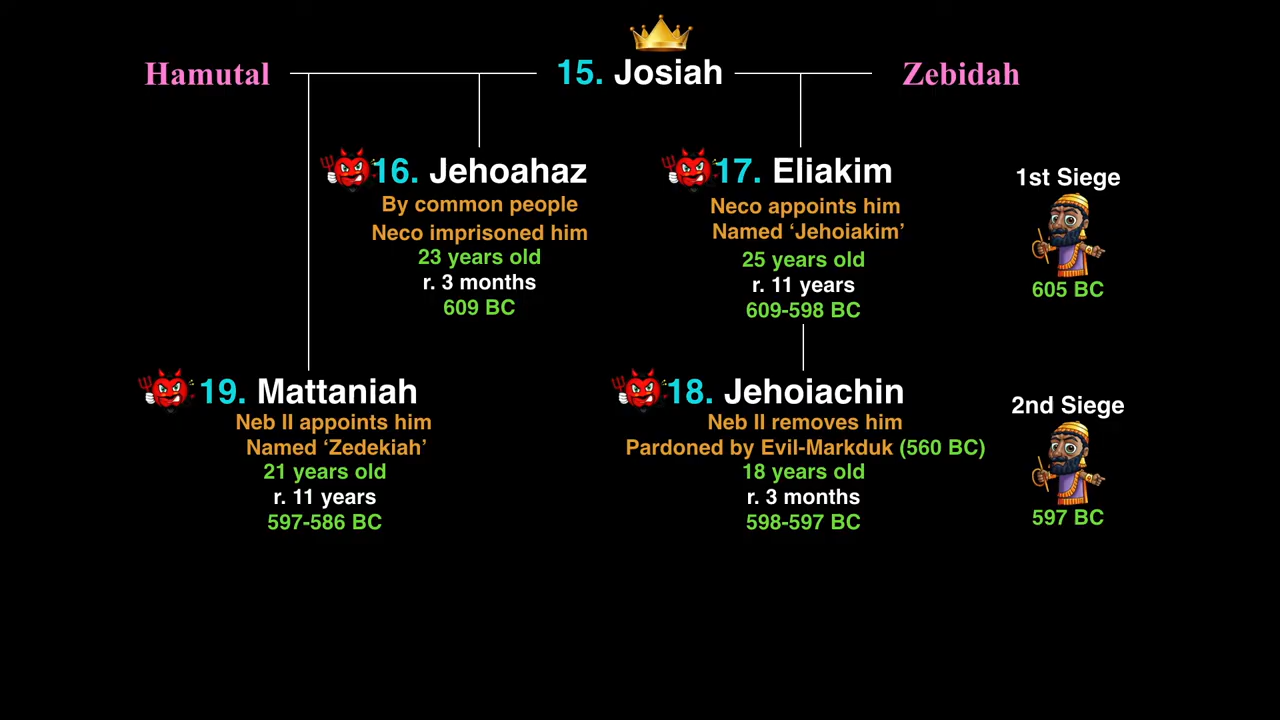 Hamutal
15. Josiah
Zebidah
16. Jehoahaz
By common people
Neco imprisoned him
23 years old
r. 3 months
609 BC
17. Eliakim
Neco appoints him
Named ‘Jehoiakim’
25 years old
r. 11 years
609-598 BC
1st Siege
605 BC
19. Mattaniah
Neb II appoints him
Named ‘Zedekiah’
21 years old
r. 11 years
597-586 BC
18. Jehoiachin
Neb II removes him
Pardoned by Evil-Markduk (560 BC)
18 years old
r. 3 months
598-597 BC
2nd Siege
597 BC